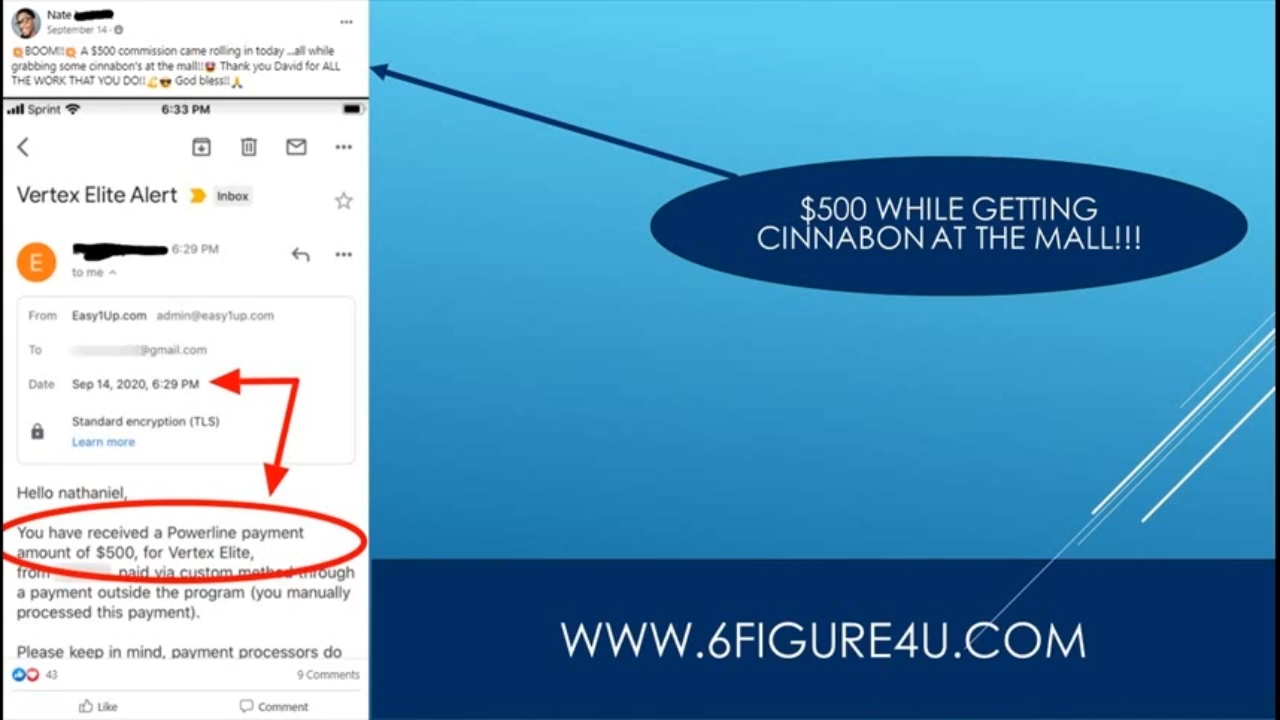 Nate
September 14 ·
💥BOOM!!💥 A $500 commission came rolling in today ...all while
grabbing some cinnabon's at the mall!!🤯 Thank you David for ALL
THE WORK THAT YOU DO!!💪😎 God bless!!🙏
Sprint 6:33 PM
Vertex Elite Alert Inbox
E
6:29 PM
to me
From Easy1Up.com admin@easy1up.com
To @gmail.com
Date Sep 14, 2020, 6:29 PM
Standard encryption (TLS)
Learn more
Hello nathaniel,
You have received a Powerline payment
amount of $500, for Vertex Elite,
from paid via custom method through
a payment outside the program (you manually
processed this payment).
Please keep in mind, payment processors do
43 9 Comments
Like Comment
$500 WHILE GETTING
CINNABON AT THE MALL!!!
WWW.6FIGURE4U.COM